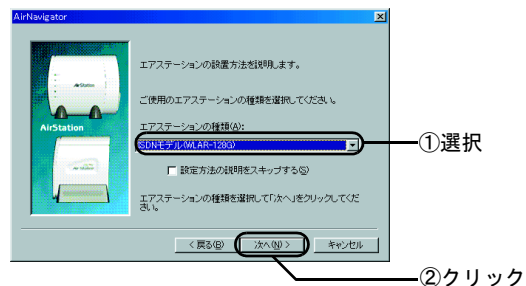 AirNavigator
エアステーションの設置方法を説明します。
ご使用のエアステーションの種類を選択してください。
AirStation
エアステーションの種類(A):
ISDNモデル(WLAR-128G)
①選択
設定方法の説明をスキップする(S)
エアステーションの種類を選択して「次へ」をクリックしてくだ
さい。
< 戻る(B)
次へ(N) >
キャンセル
②クリック